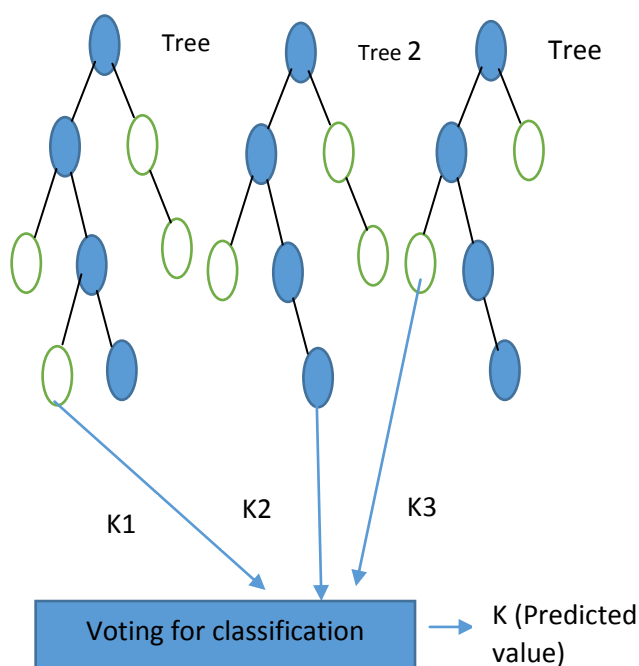 Tree
Tree 2
Tree
K1
K2
K3
Voting for classification
K (Predicted
value)